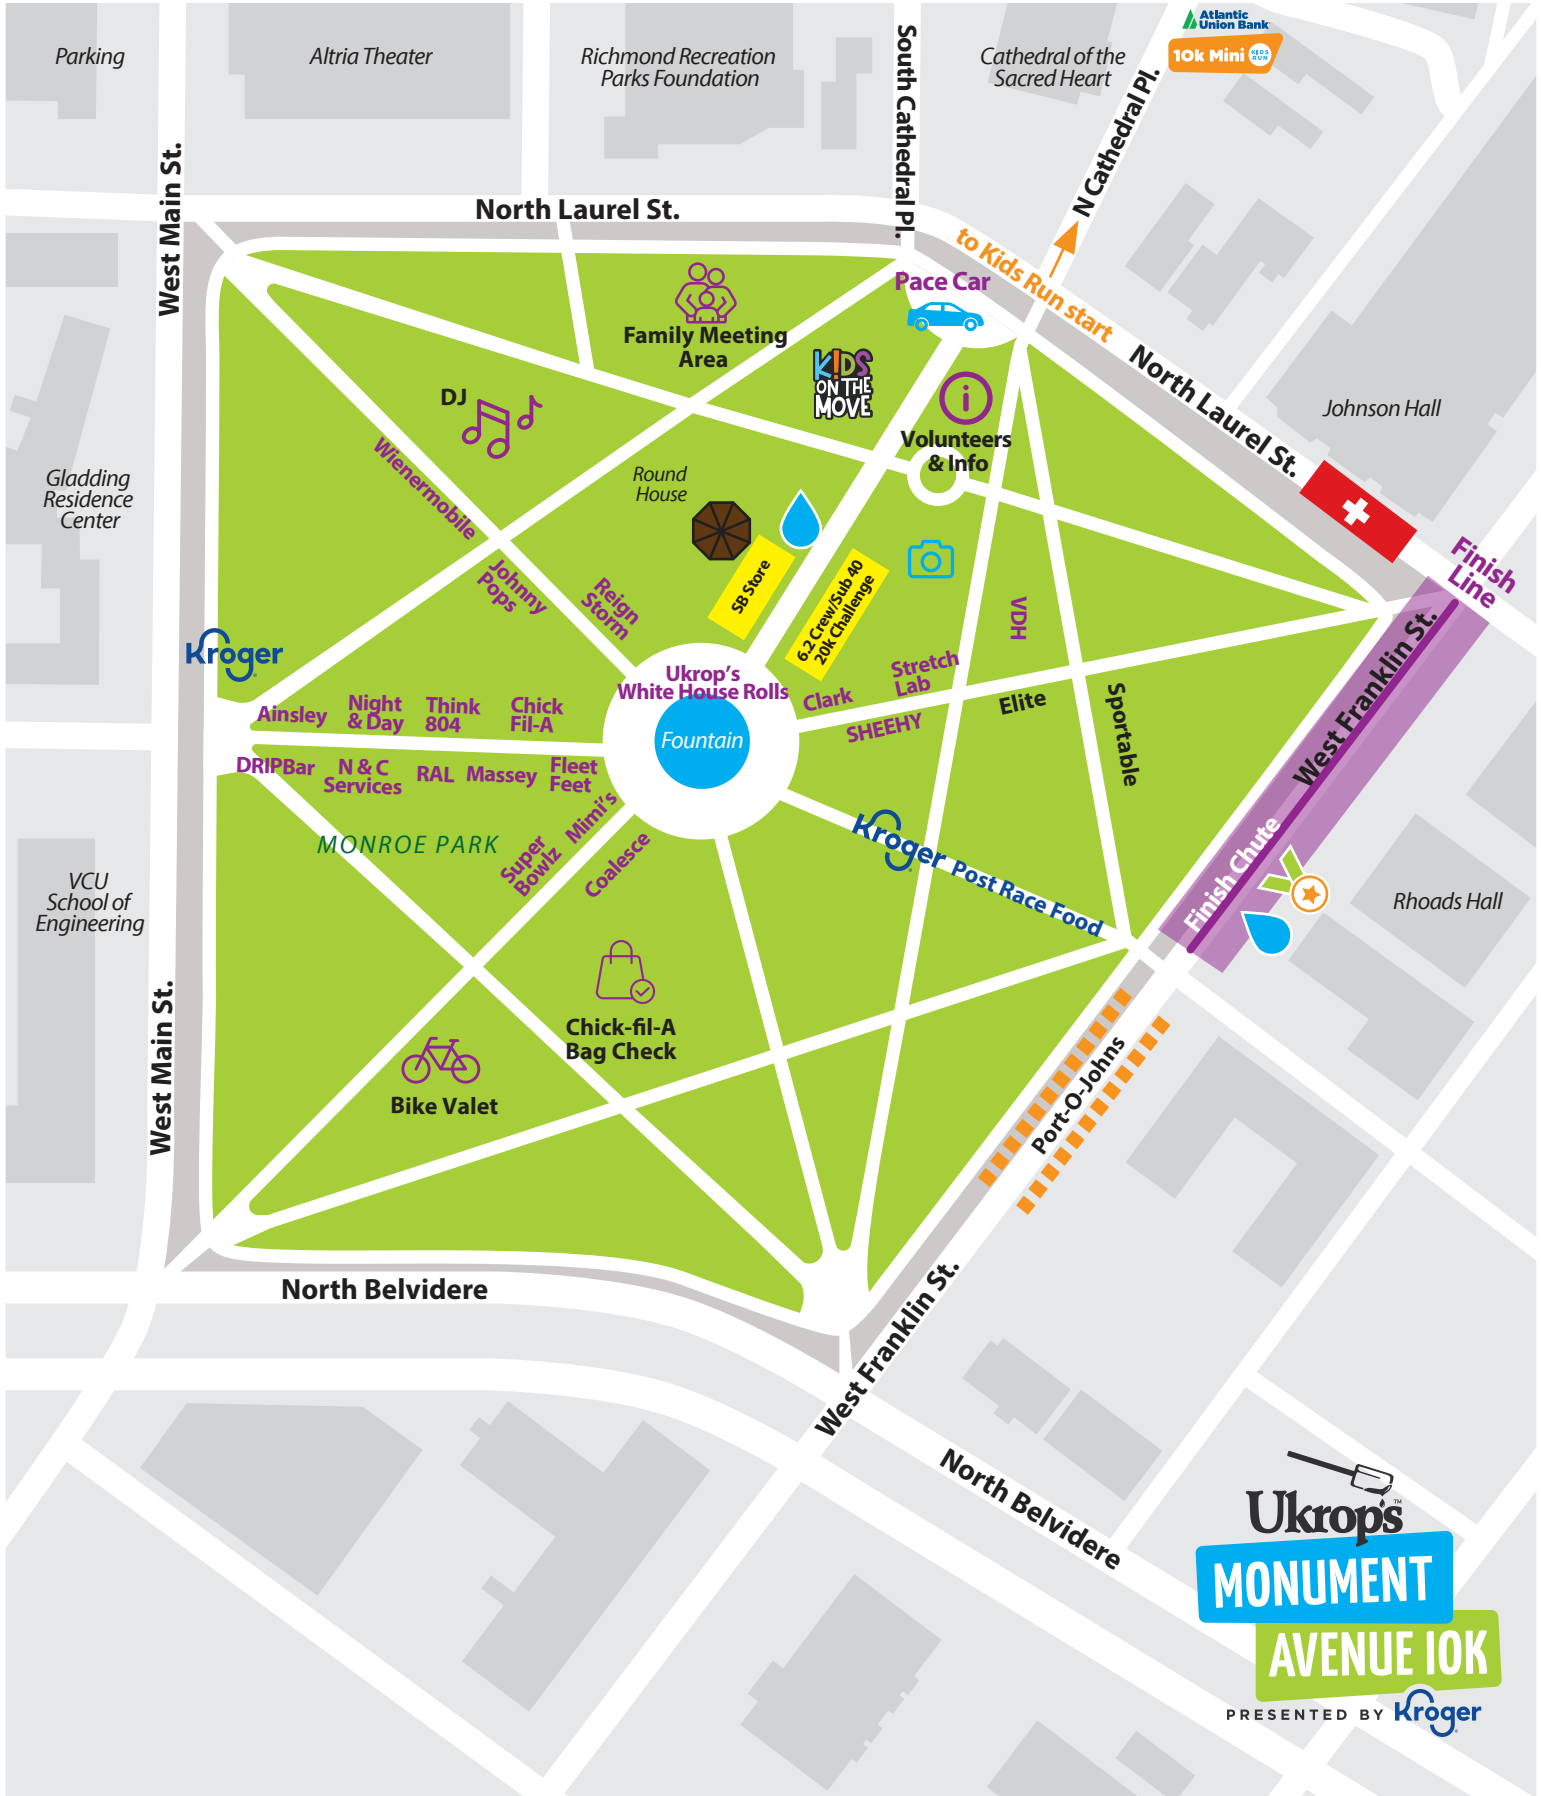 Atlantic
Union Bank
10k Mini
KIDS
RUN
Parking
Altria Theater
Richmond Recreation
Parks Foundation
South Cathedral Pl.
Cathedral of the
Sacred Heart
N Cathedral Pl.
West Main St.
North Laurel St.
to Kids Run start
Pace Car
Family Meeting
Area
KIDS
ON THE
MOVE
North Laurel St.
Johnson Hall
DJ
Volunteers
& Info
Wienermobile
Round
House
Gladding
Residence
Center
Finish
Line
Johnny
Pops
Reign
Storm
SB Store
6.2 Crew/Sub 40
20k Challenge
VDH
Kroger
West Franklin St.
Ukrop's
White House Rolls
Stretch
Lab
Clark
Elite
Sportable
Ainsley
Night
& Day
Think
804
Chick
Fil-A
SHEEHY
Fountain
DRIPBar
N & C
Services
RAL
Massey
Fleet
Feet
Mimi's
Super
Bowlz
Coalesce
MONROE PARK
Kroger Post Race Food
Finish Chute
VCU
School of
Engineering
Rhoads Hall
Chick-fil-A
Bag Check
Bike Valet
West Main St.
Port-O-Johns
North Belvidere
West Franklin St.
North Belvidere
Ukrop's™
MONUMENT
AVENUE 10K
PRESENTED BY Kroger